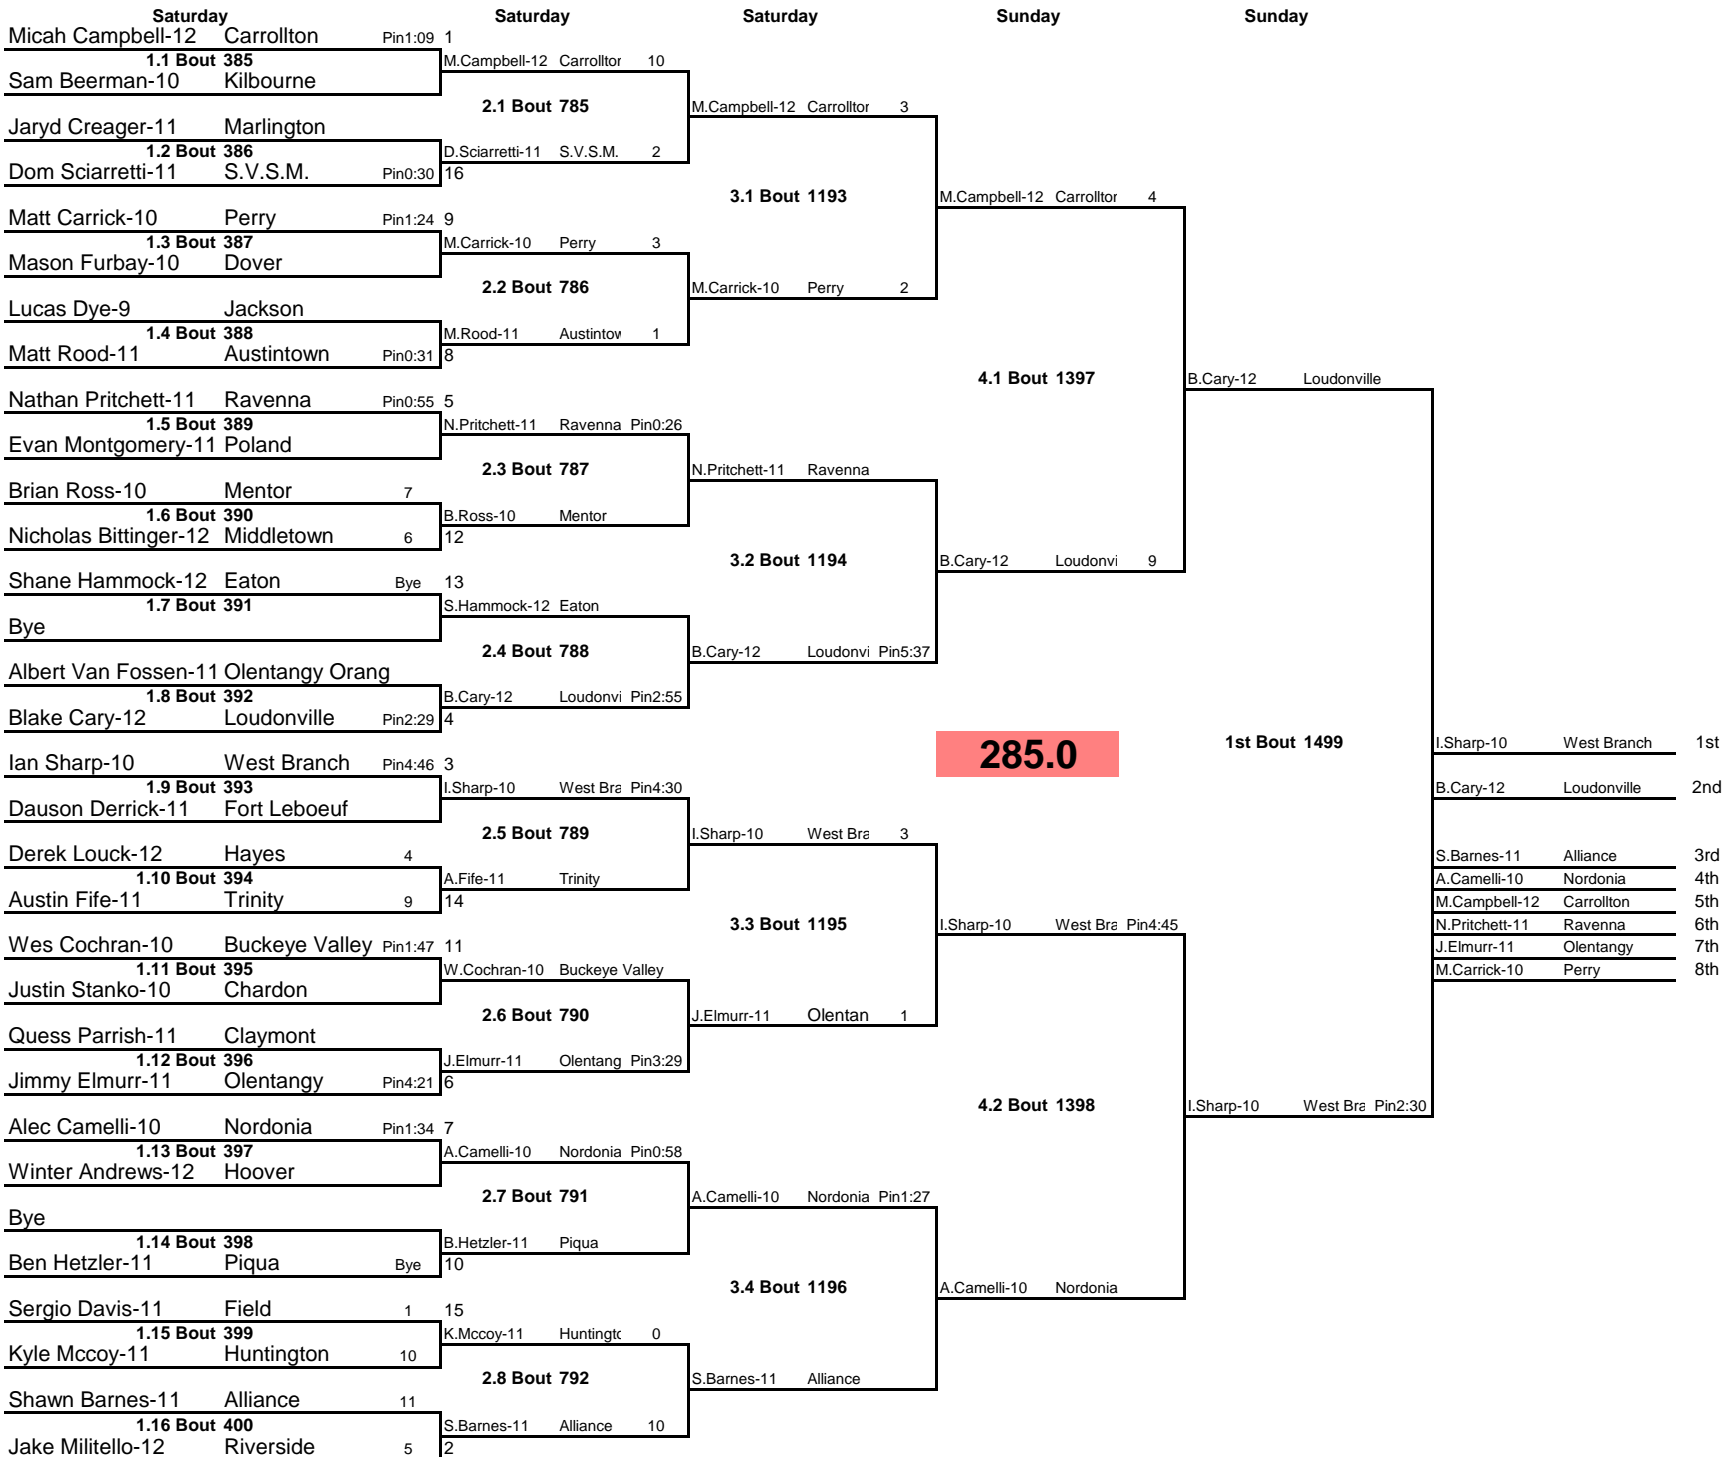 Saturday Saturday Saturday Sunday Sunday
Micah Campbell-12 Carrollton Pin1:09 1
1.1 Bout 385
M.Campbell-12 Carrolltor 10
Sam Beerman-10 Kilbourne
2.1 Bout 785
M.Campbell-12 Carrolltor 3
Jaryd Creager-11 Marlington
1.2 Bout 386
D.Sciarretti-11 S.V.S.M. 2
Dom Sciarretti-11 S.V.S.M. Pin0:30 16
3.1 Bout 1193
M.Campbell-12 Carrolltor 4
Matt Carrick-10 Perry Pin1:24 9
1.3 Bout 387
M.Carrick-10 Perry 3
Mason Furbay-10 Dover
2.2 Bout 786
M.Carrick-10 Perry 2
Lucas Dye-9 Jackson
1.4 Bout 388
M.Rood-11 Austintow 1
Matt Rood-11 Austintown Pin0:31 8
4.1 Bout 1397
B.Cary-12 Loudonville
Nathan Pritchett-11 Ravenna Pin0:55 5
1.5 Bout 389
N.Pritchett-11 Ravenna Pin0:26
Evan Montgomery-11 Poland
2.3 Bout 787
N.Pritchett-11 Ravenna
Brian Ross-10 Mentor 7
1.6 Bout 390
B.Ross-10 Mentor
Nicholas Bittinger-12 Middletown 6 12
3.2 Bout 1194
B.Cary-12 Loudonvi 9
Shane Hammock-12 Eaton Bye 13
1.7 Bout 391
S.Hammock-12 Eaton
Bye
2.4 Bout 788
B.Cary-12 Loudonvi Pin5:37
Albert Van Fossen-11 Olentangy Orang
1.8 Bout 392
B.Cary-12 Loudonvi Pin2:55
Blake Cary-12 Loudonville Pin2:29 4
285.0
1st Bout 1499
I.Sharp-10 West Branch 1st
Ian Sharp-10 West Branch Pin4:46 3
1.9 Bout 393
I.Sharp-10 West Bra Pin4:30
B.Cary-12 Loudonville 2nd
Dauson Derrick-11 Fort Leboeuf
2.5 Bout 789
I.Sharp-10 West Bra 3
Derek Louck-12 Hayes 4
S.Barnes-11 Alliance 3rd
1.10 Bout 394
A.Fife-11 Trinity
A.Camelli-10 Nordonia 4th
Austin Fife-11 Trinity 9 14
M.Campbell-12 Carrollton 5th
3.3 Bout 1195
I.Sharp-10 West Bra Pin4:45
N.Pritchett-11 Ravenna 6th
Wes Cochran-10 Buckeye Valley Pin1:47 11
J.Elmurr-11 Olentangy 7th
1.11 Bout 395
W.Cochran-10 Buckeye Valley
M.Carrick-10 Perry 8th
Justin Stanko-10 Chardon
2.6 Bout 790
J.Elmurr-11 Olentan 1
Quess Parrish-11 Claymont
1.12 Bout 396
J.Elmurr-11 Olentang Pin3:29
Jimmy Elmurr-11 Olentangy Pin4:21 6
4.2 Bout 1398
I.Sharp-10 West Bra Pin2:30
Alec Camelli-10 Nordonia Pin1:34 7
1.13 Bout 397
A.Camelli-10 Nordonia Pin0:58
Winter Andrews-12 Hoover
2.7 Bout 791
A.Camelli-10 Nordonia Pin1:27
Bye
1.14 Bout 398
B.Hetzler-11 Piqua
Ben Hetzler-11 Piqua Bye 10
3.4 Bout 1196
A.Camelli-10 Nordonia
Sergio Davis-11 Field 1 15
1.15 Bout 399
K.Mccoy-11 Huntingtc 0
Kyle Mccoy-11 Huntington 10
2.8 Bout 792
S.Barnes-11 Alliance
Shawn Barnes-11 Alliance 11
1.16 Bout 400
S.Barnes-11 Alliance 10
Jake Militello-12 Riverside 5 2